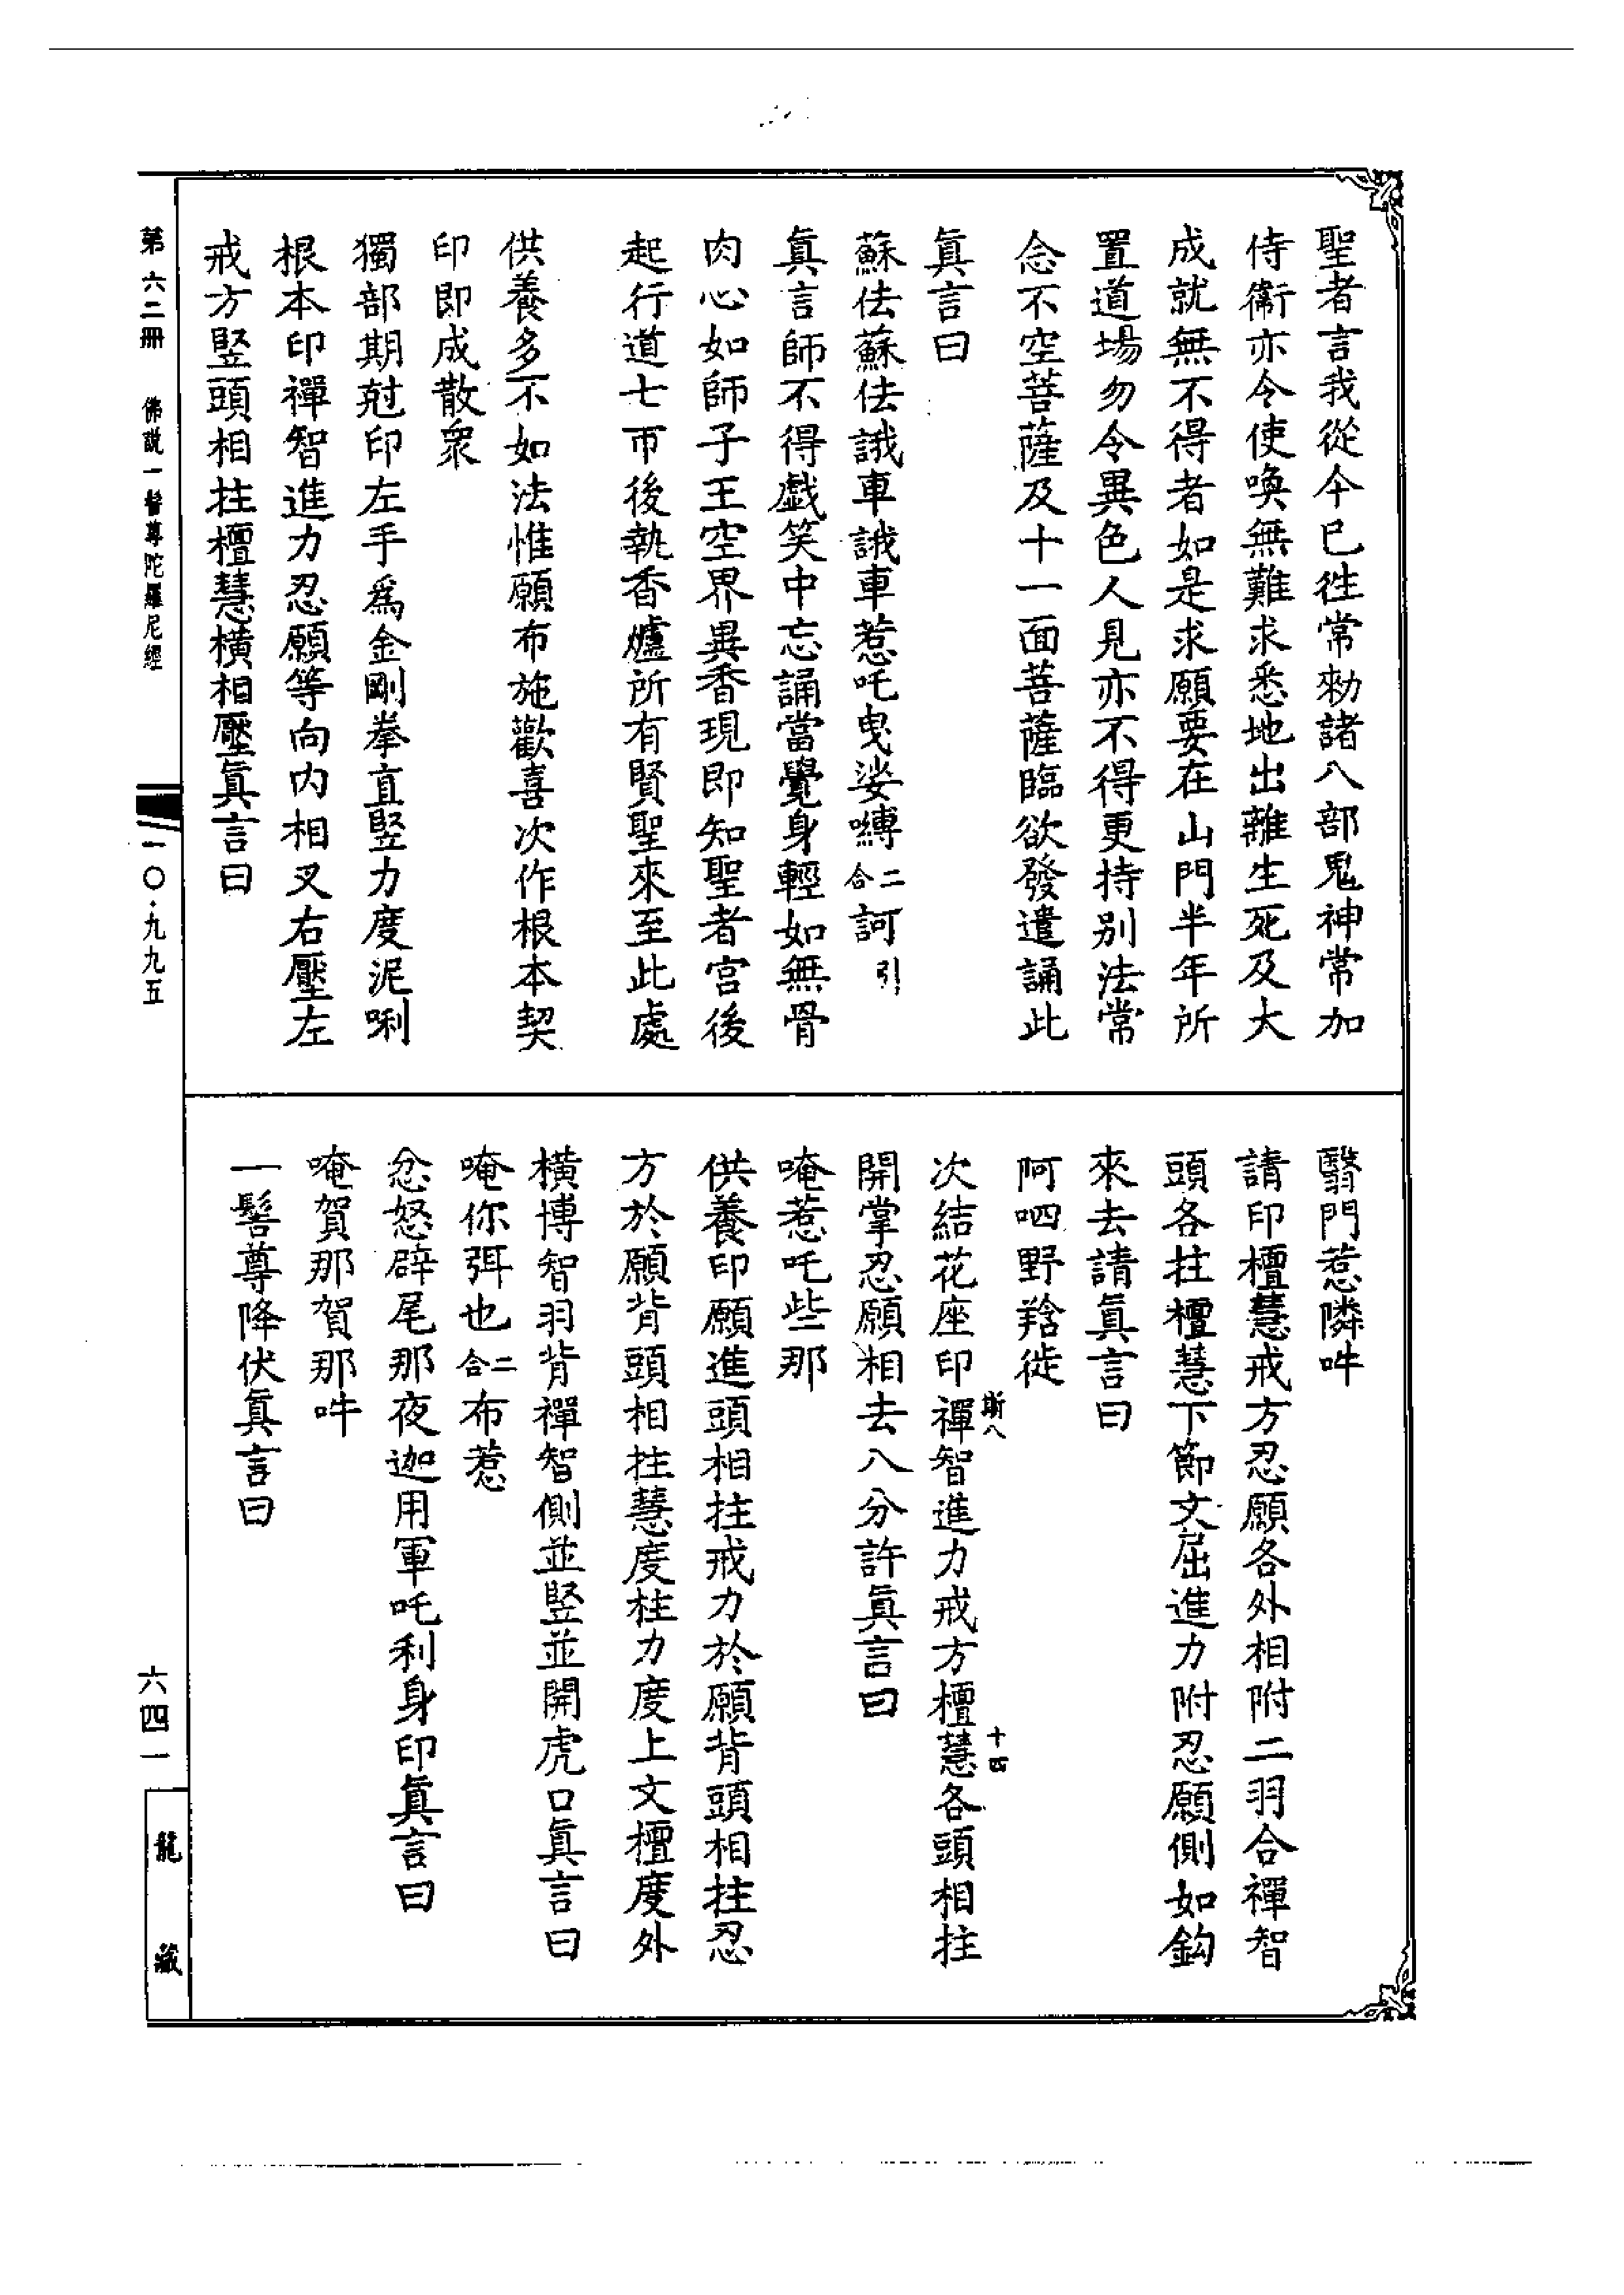 聖者言我從今已徃常勑諸八部鬼神常加
侍衞亦令使喚無難求悉地出離生死及大
成就無不得者如是求願要在山門半年所
置道場勿令異色人見亦不得更持别法常
念不空菩薩及十一面菩薩臨欲發遣誦此
眞言曰
蘇佉蘇佉誐車誐車惹吒曳娑嚩二合訶引
眞言師不得戲笑中忘誦當覺身輕如無骨
肉心如師子王空界異香現即知聖者宫後
起行道七帀後執香爐所有賢聖來至此處
供養多不如法惟願布施歡喜次作根本契
印即成散衆
獨部期尅印左手爲金剛拳直竪力度泥唎
根本印禪智進力忍願等向内相叉右壓左
戒方竪頭相拄檀慧橫相壓眞言曰
翳門惹隣吽
請印檀慧戒方忍願各外相附二羽合禪智
頭各拄檀慧下節文屈進力附忍願側如鈎
來去請眞言曰
阿呬野羯徙
次結花座印禪智進力戒方檀慧各頭相拄
開掌忍願相去八分許眞言曰
唵惹吒些那
供養印願進頭相拄戒力於願背頭相拄忍
方於願背頭相拄慧度柱力度上文檀度外
橫博智羽背禪智側並竪並開虎口眞言曰
唵你弭也二合布惹
忿怒辟尾那夜迦用軍吒利身印眞言曰
唵賀那賀那吽
一髻尊降伏眞言曰
斯八
十四
第六二冊 佛説一髻尊陀羅尼經
一〇·九九五
六四一
龍藏